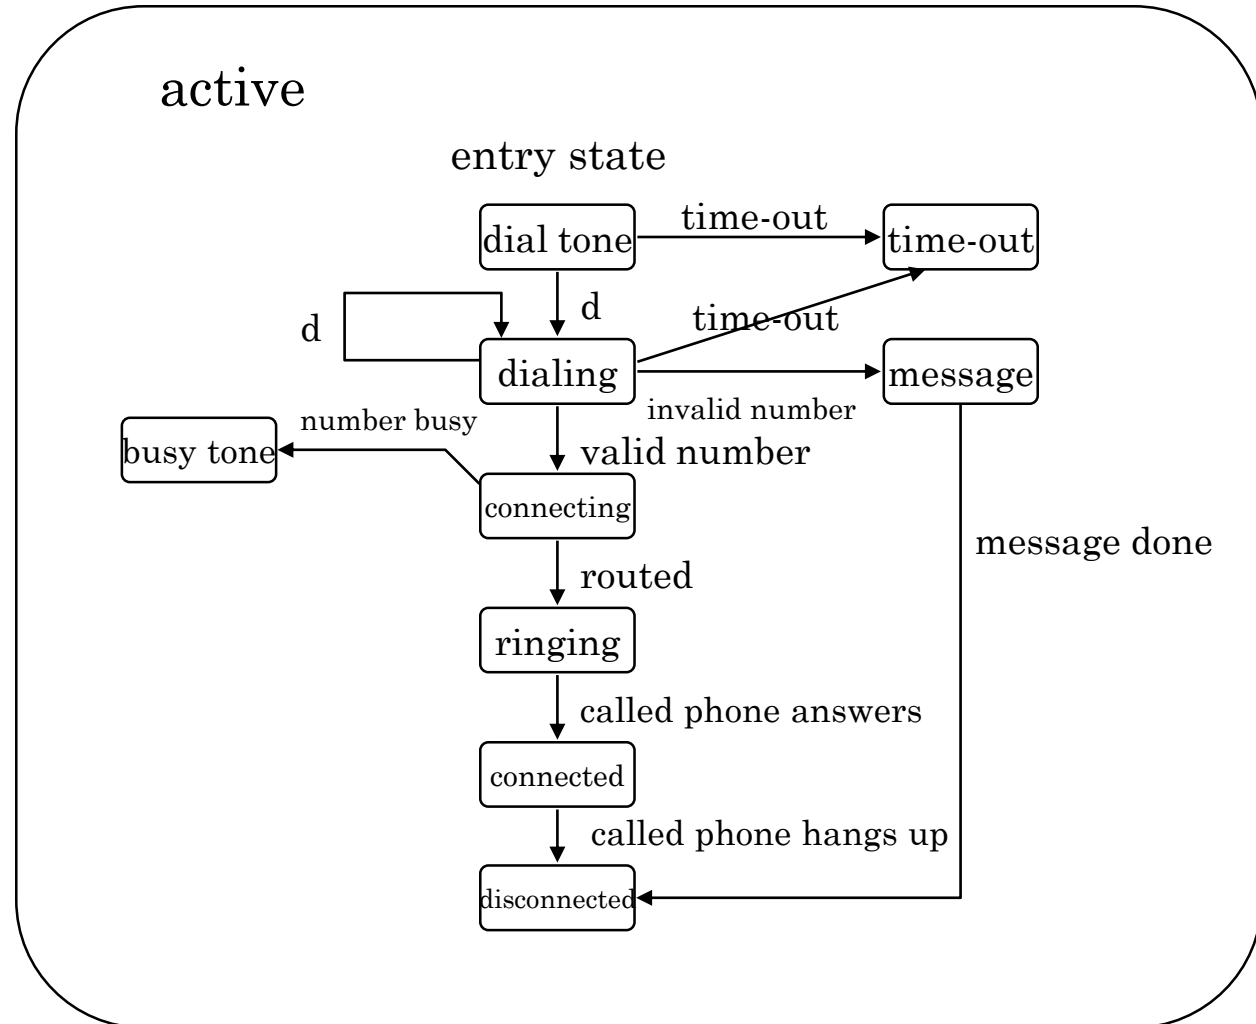 active
entry state
dial tone
time-out
time-out
d
d
time-out
dialing
message
number busy
invalid number
busy tone
valid number
connecting
message done
routed
ringing
called phone answers
connected
called phone hangs up
disconnected